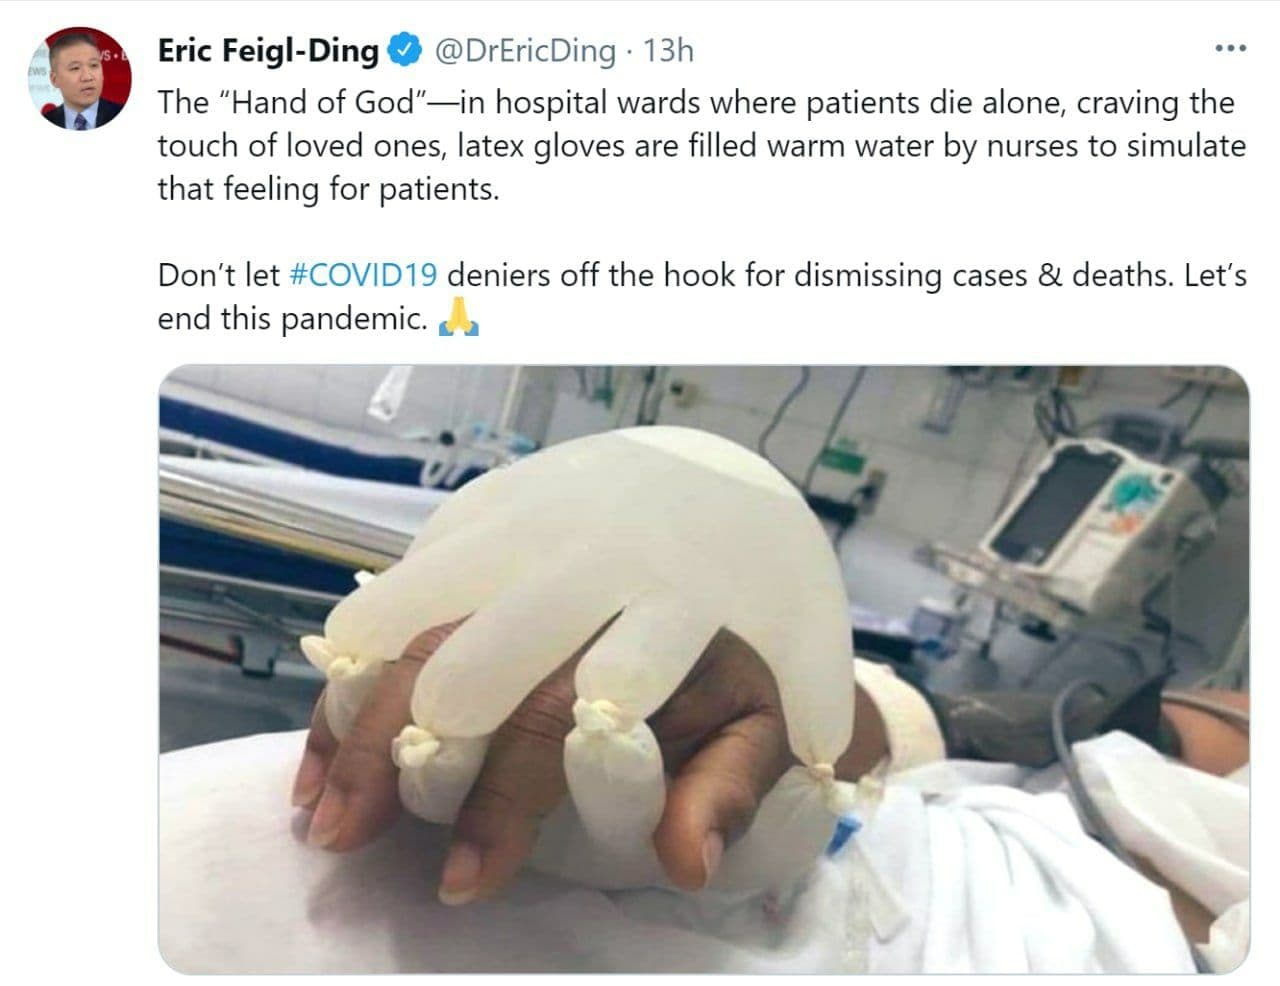 Eric Feigl-Ding @DrEricDing · 13h
The “Hand of God”—in hospital wards where patients die alone, craving the
touch of loved ones, latex gloves are filled warm water by nurses to simulate
that feeling for patients.
Don’t let #COVID19 deniers off the hook for dismissing cases & deaths. Let’s
end this pandemic. 🙏